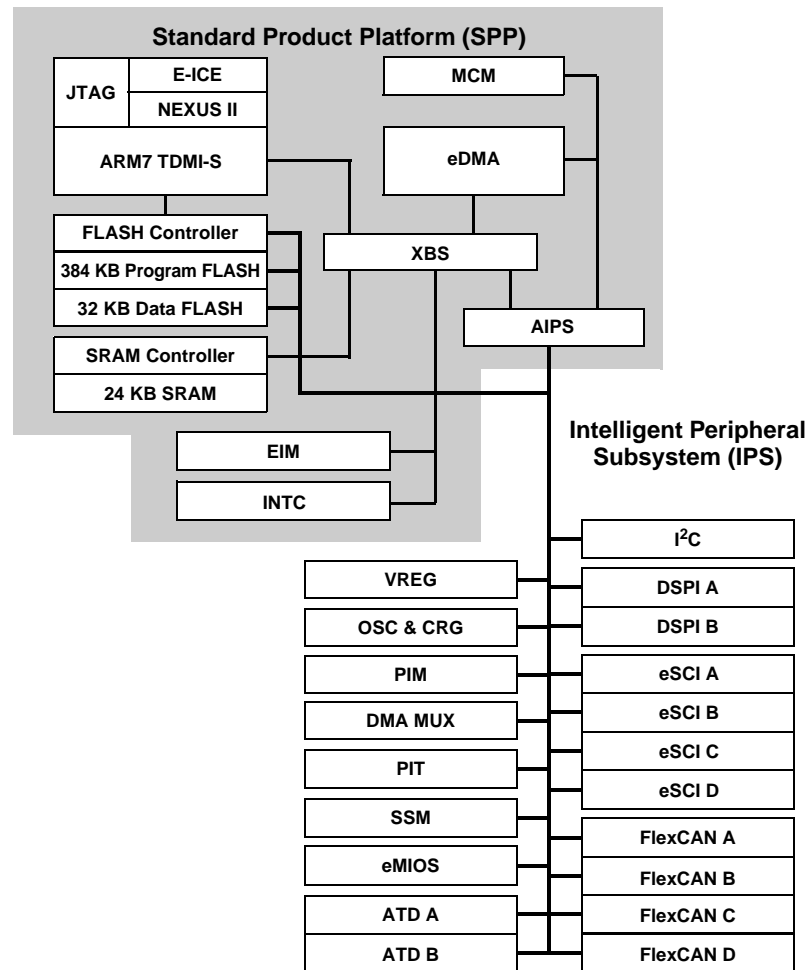 Standard Product Platform (SPP)
JTAG
E-ICE
NEXUS II
ARM7 TDMI-S
MCM
eDMA
FLASH Controller
384 KB Program FLASH
32 KB Data FLASH
XBS
AIPS
SRAM Controller
24 KB SRAM
EIM
INTC
Intelligent Peripheral
Subsystem (IPS)
VREG
OSC & CRG
PIM
DMA MUX
PIT
SSM
eMIOS
ATD A
ATD B
I²C
DSPI A
DSPI B
eSCI A
eSCI B
eSCI C
eSCI D
FlexCAN A
FlexCAN B
FlexCAN C
FlexCAN D